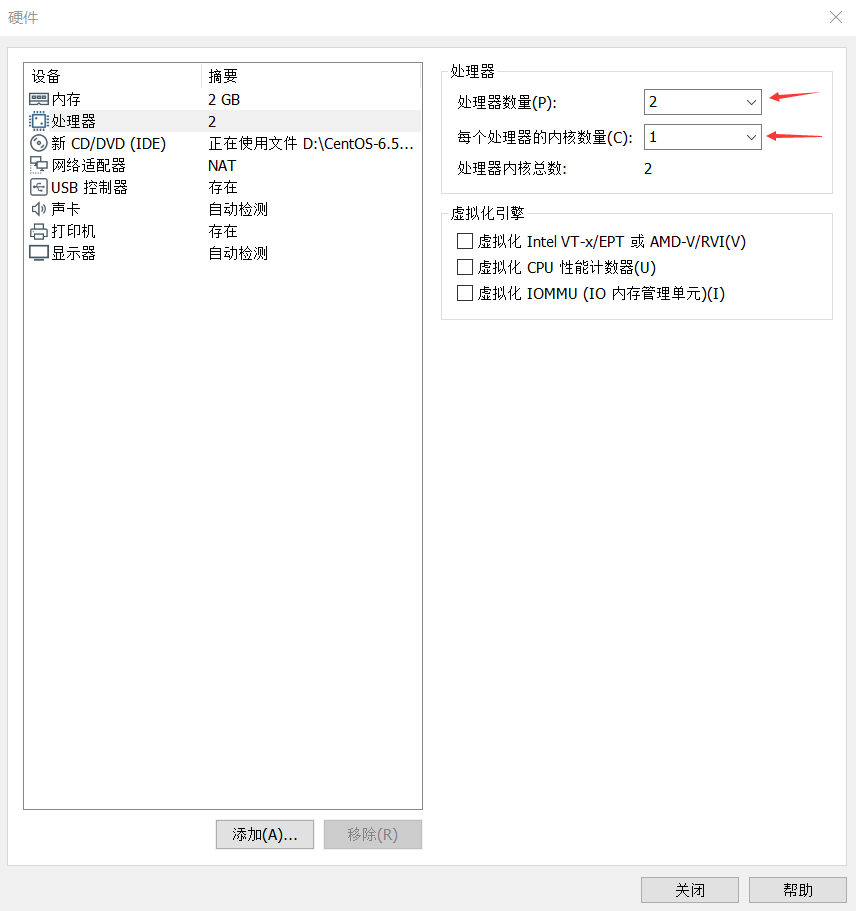 硬件
设备 摘要
内存 2 GB
处理器 2
新 CD/DVD (IDE) 正在使用文件 D:\CentOS-6.5...
网络适配器 NAT
USB 控制器 存在
声卡 自动检测
打印机 存在
显示器 自动检测
添加(A)...
移除(R)
处理器
处理器数量(P): 2
每个处理器的内核数量(C): 1
处理器内核总数: 2
虚拟化引擎
虚拟化 Intel VT-x/EPT 或 AMD-V/RVI(V)
虚拟化 CPU 性能计数器(U)
虚拟化 IOMMU (IO 内存管理单元)(I)
关闭
帮助